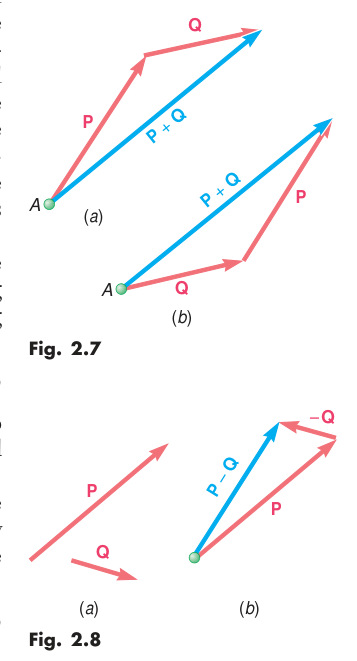 Q
P
P + Q
A
(a)
P + Q
P
A
Q
(b)
Fig. 2.7
–Q
P – Q
P
Q
P
(a)
(b)
Fig. 2.8